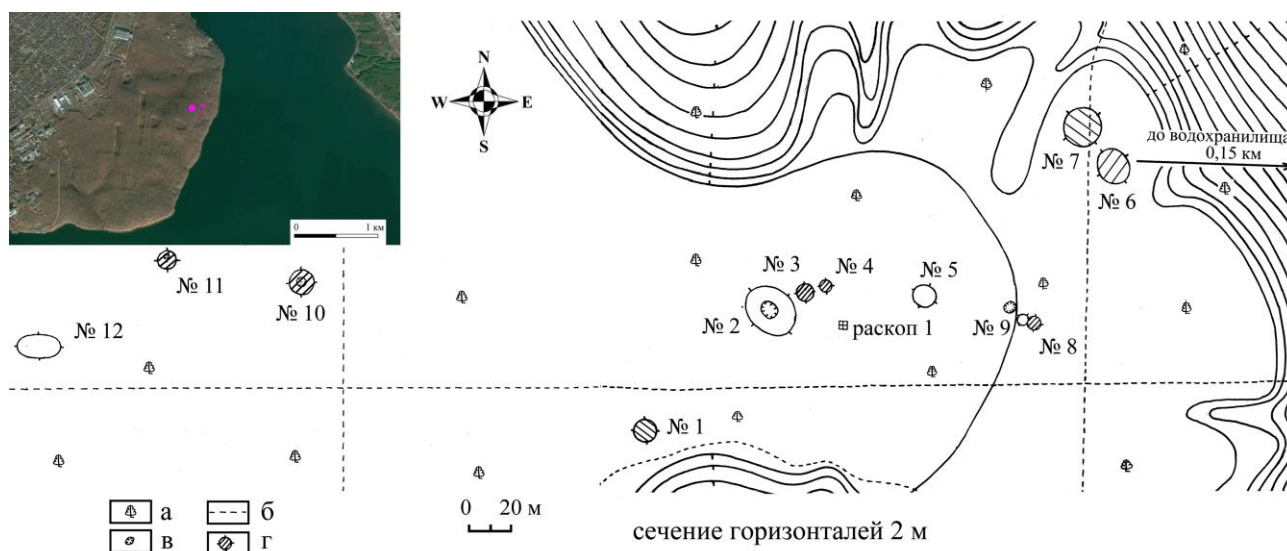 0 1 км
N
W E
S
до водохранилища
0,15 км
№ 7
№ 6
№ 11
№ 10
№ 12
№ 3 № 4
№ 5
№ 2
раскоп 1
№ 9
№ 8
№ 1
а б
в г
0 20 м
сечение горизонталей 2 м